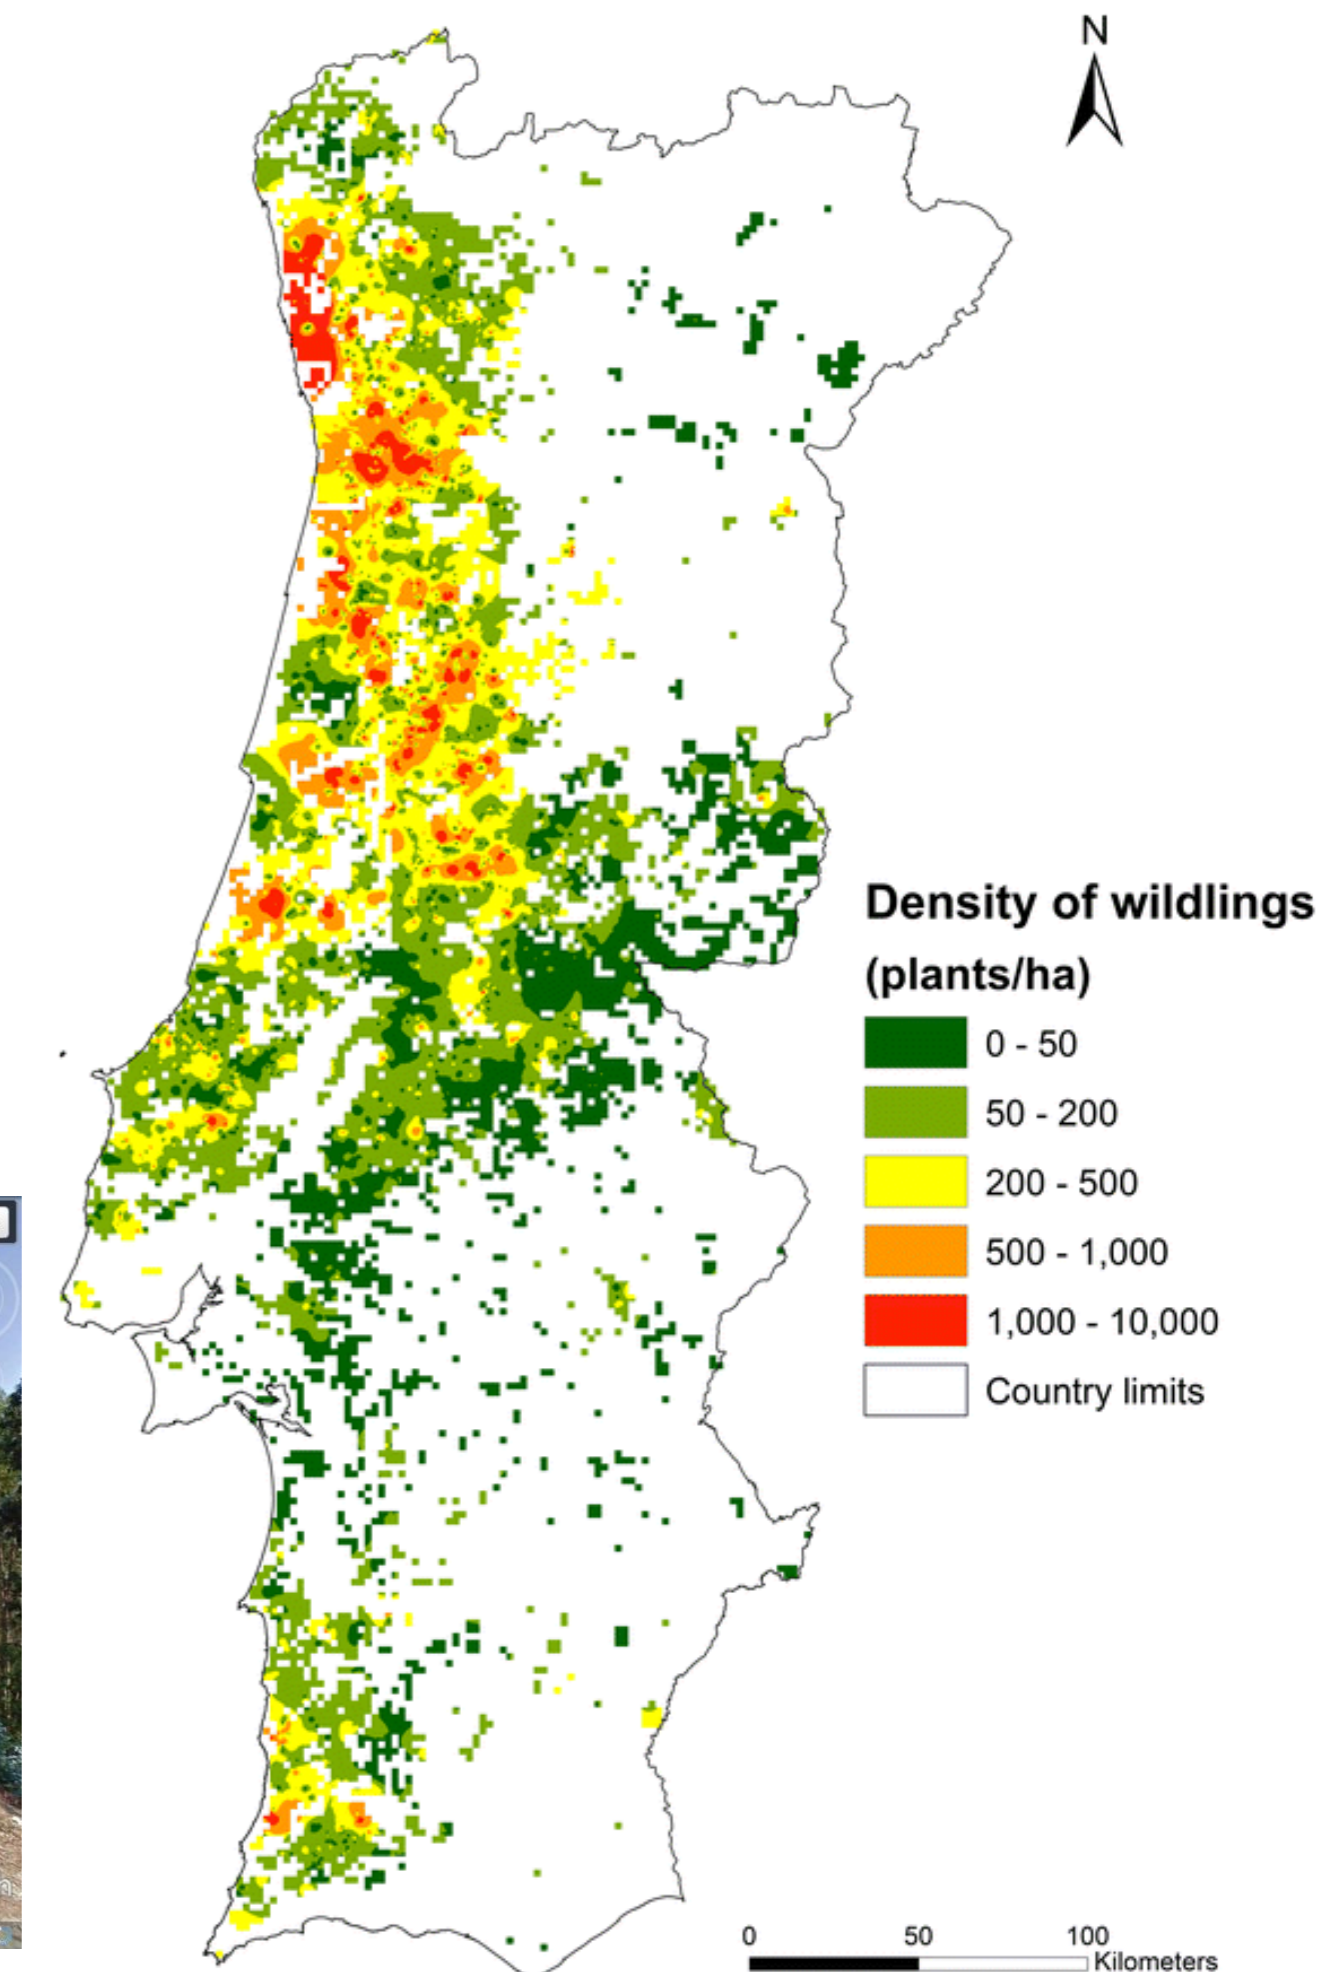 N
Density of wildlings
(plants/ha)
0 - 50
50 - 200
200 - 500
500 - 1,000
1,000 - 10,000
Country limits
0 50 100
Kilometers